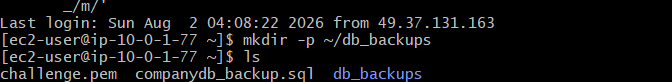 _/m/'
Last login: Sun Aug  2 04:08:22 2026 from 49.37.131.163
[ec2-user@ip-10-0-1-77 ~]$ mkdir -p ~/db_backups
[ec2-user@ip-10-0-1-77 ~]$ ls
challenge.pem  companydb_backup.sql  db_backups